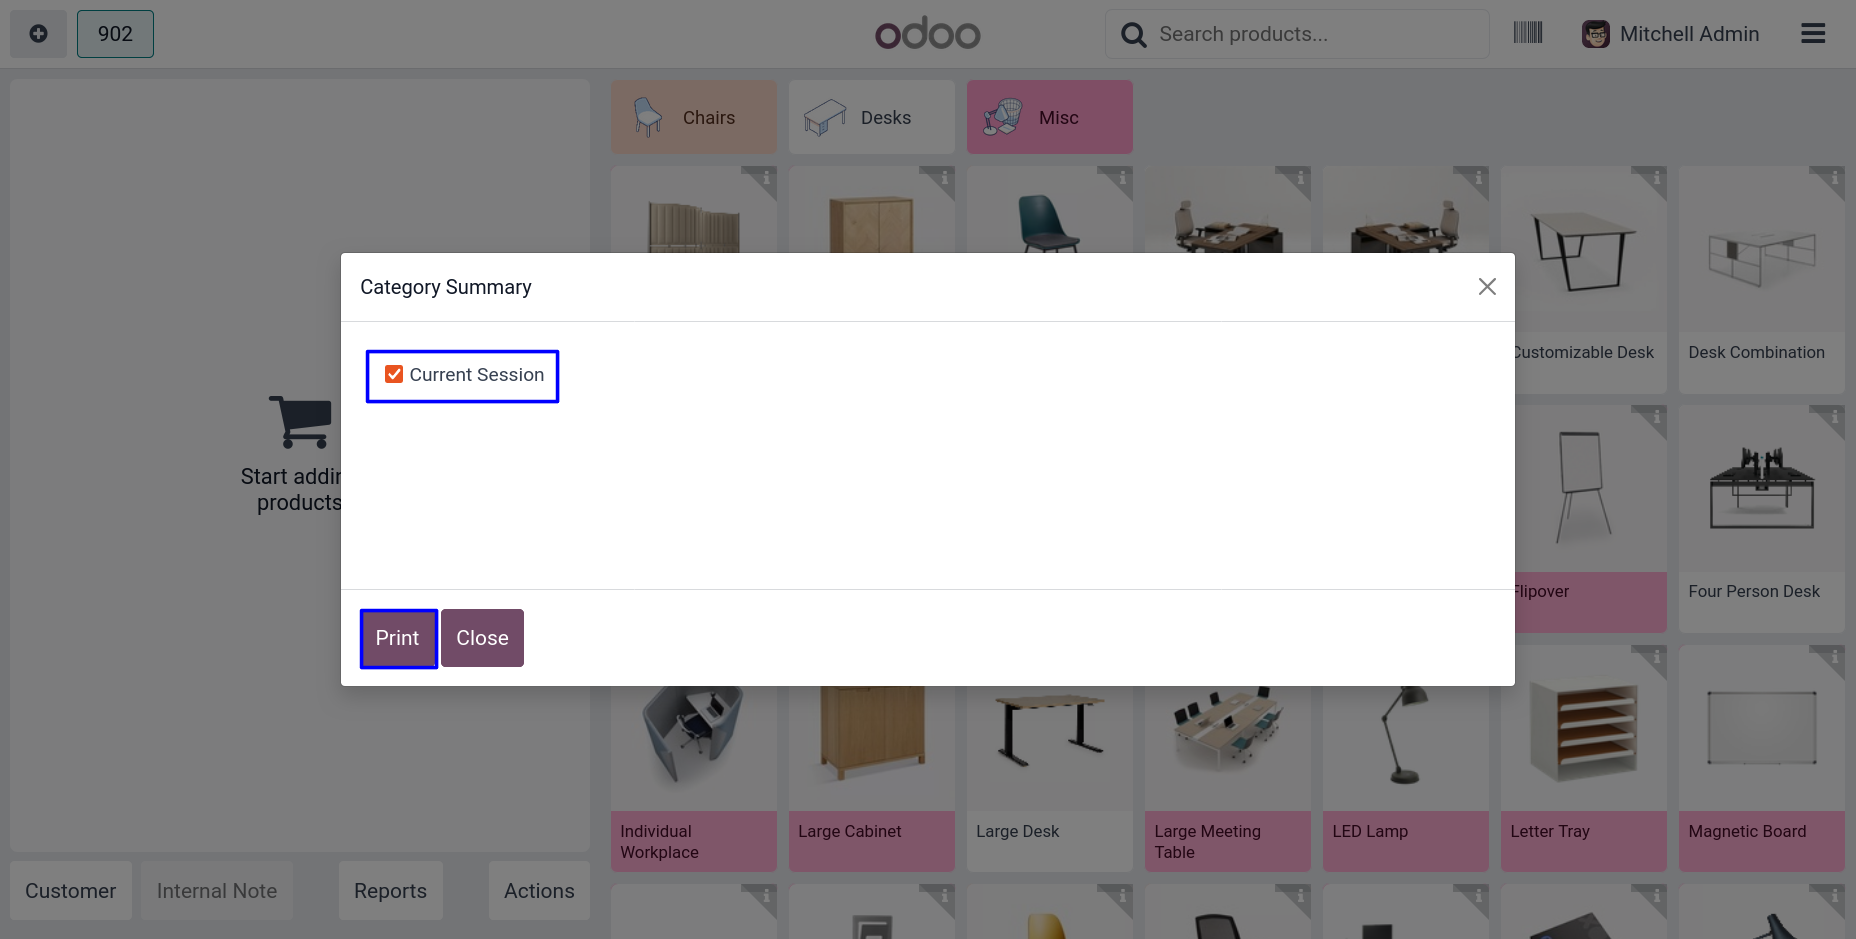 902
odoo
Search products...
Mitchell Admin
Chairs
Desks
Misc
Category Summary
Current Session
Customizable Desk
Desk Combination
Start addin
products
Flipover
Four Person Desk
Print
Close
Individual
Workplace
Large Cabinet
Large Desk
Large Meeting
Table
LED Lamp
Letter Tray
Magnetic Board
Customer
Internal Note
Reports
Actions